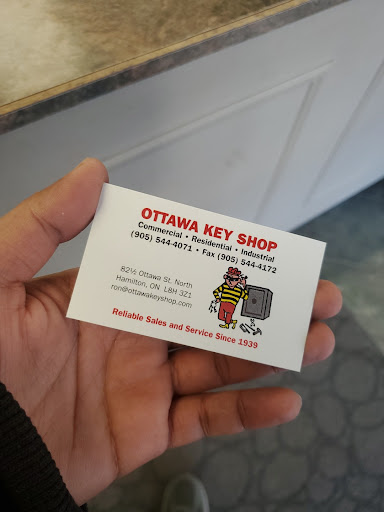 OTTAWA KEY SHOP
Commercial • Residential • Industrial
(905) 544-4071 • Fax (905) 544-4172
82½ Ottawa St. North
Hamilton, ON L8H 3Z1
ron@ottawakeyshop.com
Reliable Sales and Service Since 1939